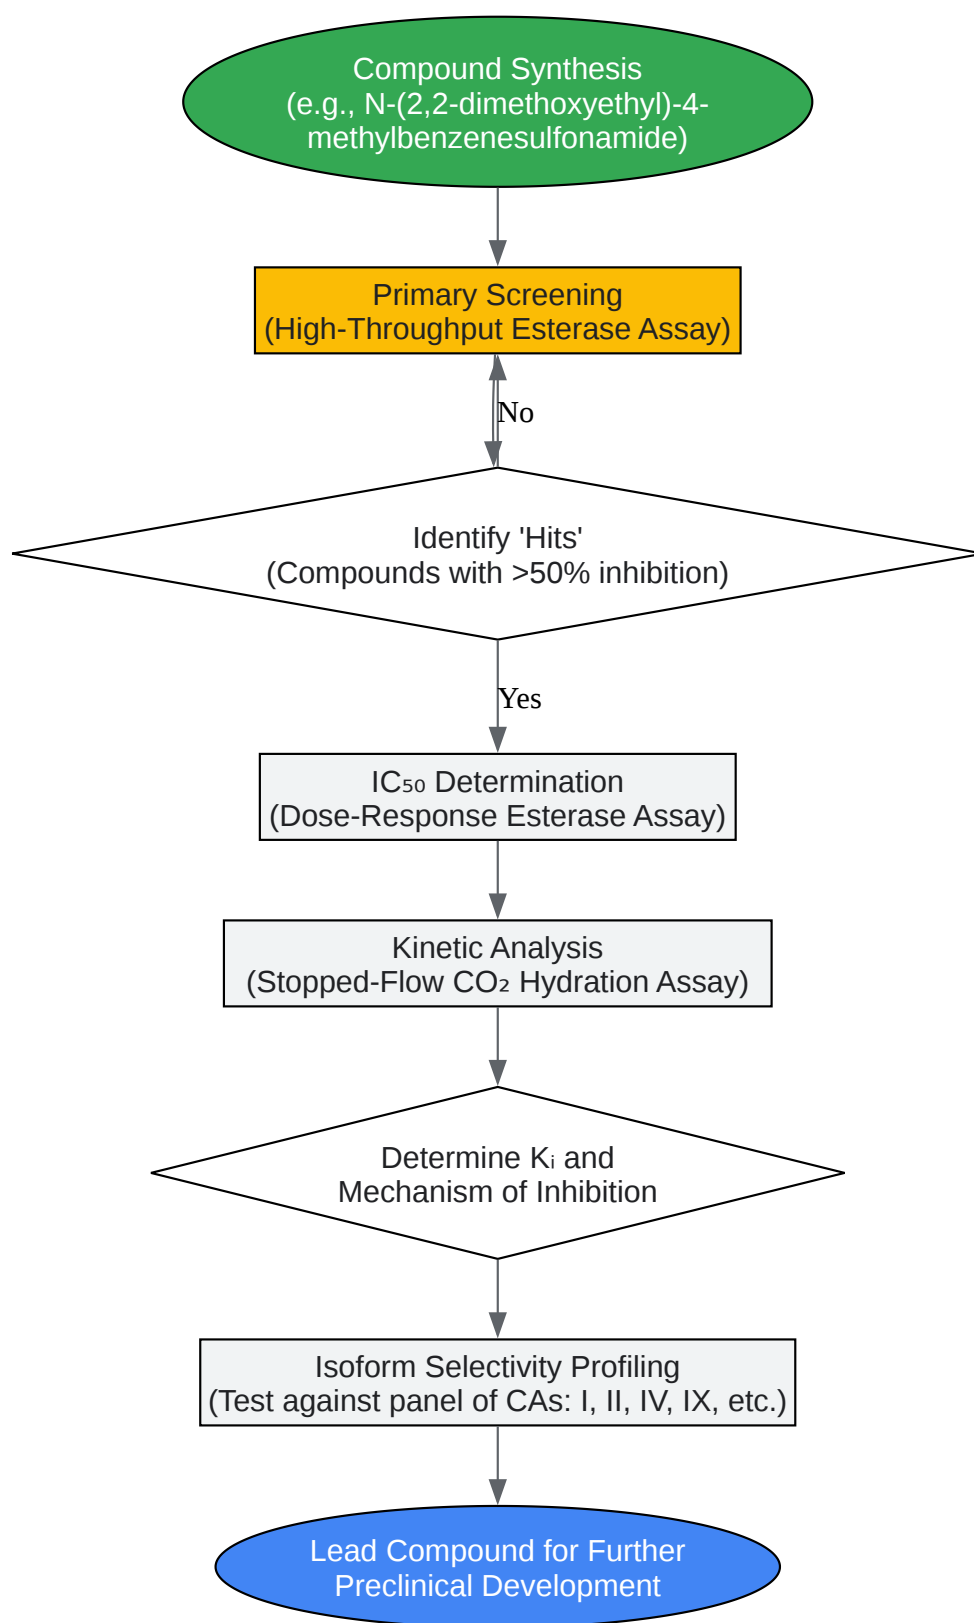 Compound Synthesis
(e.g., N-(2,2-dimethoxyethyl)-4-
methylbenzenesulfonamide)
Primary Screening
(High-Throughput Esterase Assay)
No
Identify 'Hits'
(Compounds with >50% inhibition)
Yes
IC₅₀ Determination
(Dose-Response Esterase Assay)
Kinetic Analysis
(Stopped-Flow CO₂ Hydration Assay)
Determine Kᵢ and
Mechanism of Inhibition
Isoform Selectivity Profiling
(Test against panel of CAs: I, II, IV, IX, etc.)
Lead Compound for Further
Preclinical Development